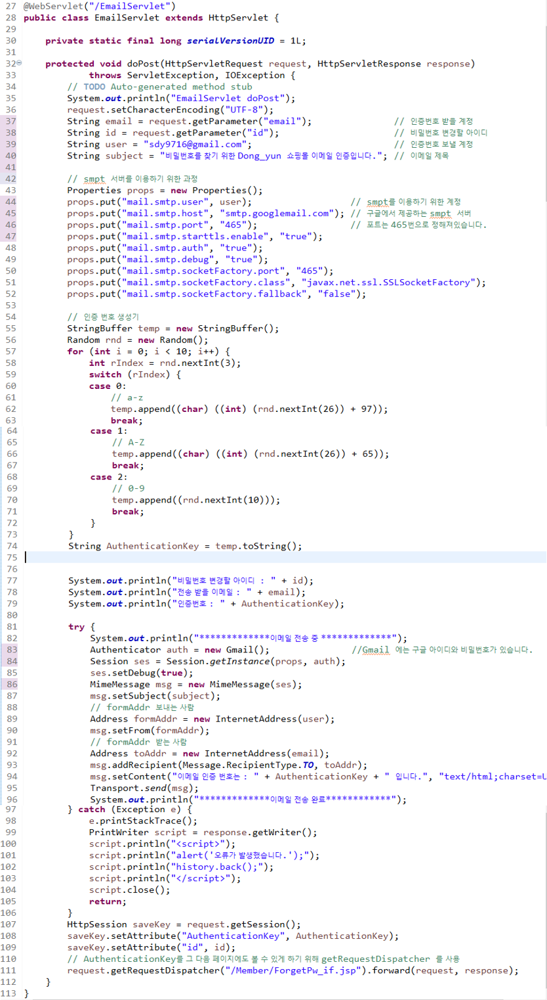 27 @WebServlet("/EmailServlet")
28 public class EmailServlet extends HttpServlet {
29
30     private static final long serialVersionUID = 1L;
31
32     protected void doPost(HttpServletRequest request, HttpServletResponse response)
33             throws ServletException, IOException {
34         // TODO Auto-generated method stub
35         System.out.println("EmailServlet doPost");
36         request.setCharacterEncoding("UTF-8");
37         String email = request.getParameter("email");               // 인증번호 받을 계정
38         String id = request.getParameter("id");                     // 비밀번호 변경할 아이디
39         String user = "sdy9716@gmail.com";                          // 인증번호 보낼 계정
40         String subject = "비밀번호를 찾기 위한 Dong_yun 쇼핑몰 이메일 인증입니다."; // 이메일 제목
41
42         // smpt 서버를 이용하기 위한 과정
43         Properties props = new Properties();
44         props.put("mail.smtp.user", user);                  // smpt를 이용하기 위한 계정
45         props.put("mail.smtp.host", "smtp.googlemail.com"); // 구글에서 제공하는 smpt 서버
46         props.put("mail.smtp.port", "465");                 // 포트는 465번으로 정해져있습니다.
47         props.put("mail.smtp.starttls.enable", "true");
48         props.put("mail.smtp.auth", "true");
49         props.put("mail.smtp.debug", "true");
50         props.put("mail.smtp.socketFactory.port", "465");
51         props.put("mail.smtp.socketFactory.class", "javax.net.ssl.SSLSocketFactory");
52         props.put("mail.smtp.socketFactory.fallback", "false");
53
54         // 인증 번호 생성기
55         StringBuffer temp = new StringBuffer();
56         Random rnd = new Random();
57         for (int i = 0; i < 10; i++) {
58             int rIndex = rnd.nextInt(3);
59             switch (rIndex) {
60             case 0:
61                 // a-z
62                 temp.append((char) ((int) (rnd.nextInt(26)) + 97));
63                 break;
64             case 1:
65                 // A-Z
66                 temp.append((char) ((int) (rnd.nextInt(26)) + 65));
67                 break;
68             case 2:
69                 // 0-9
70                 temp.append((rnd.nextInt(10)));
71                 break;
72             }
73         }
74         String AuthenticationKey = temp.toString();
75
76
77         System.out.println("비밀번호 변경할 아이디 : " + id);
78         System.out.println("전송 받을 이메일 : " + email);
79         System.out.println("인증번호 : " + AuthenticationKey);
80
81         try {
82             System.out.println("*************이메일 전송 중 *************");
83             Authenticator auth = new Gmail();               //Gmail 에는 구글 아이디와 비밀번호가 있습니다.
84             Session ses = Session.getInstance(props, auth);
85             ses.setDebug(true);
86             MimeMessage msg = new MimeMessage(ses);
87             msg.setSubject(subject);
88             // formAddr 보내는 사람
89             Address formAddr = new InternetAddress(user);
90             msg.setFrom(formAddr);
91             // formAddr 받는 사람
92             Address toAddr = new InternetAddress(email);
93             msg.addRecipient(Message.RecipientType.TO, toAddr);
94             msg.setContent("이메일 인증 번호는 : " + AuthenticationKey + " 입니다.", "text/html;charset=U
95             Transport.send(msg);
96             System.out.println("*************이메일 전송 완료************");
97         } catch (Exception e) {
98             e.printStackTrace();
99             PrintWriter script = response.getWriter();
100             script.println("<script>");
101             script.println("alert('오류가 발생했습니다.');");
102             script.println("history.back();");
103             script.println("</script>");
104             script.close();
105             return;
106         }
107         HttpSession saveKey = request.getSession();
108         saveKey.setAttribute("AuthenticationKey", AuthenticationKey);
109         saveKey.setAttribute("id", id);
110         // AuthenticationKey를 그 다음 페이지에도 볼 수 있게 하기 위해 getRequestDispatcher 를 사용
111         request.getRequestDispatcher("/Member/ForgetPw_if.jsp").forward(request, response);
112     }
113 }